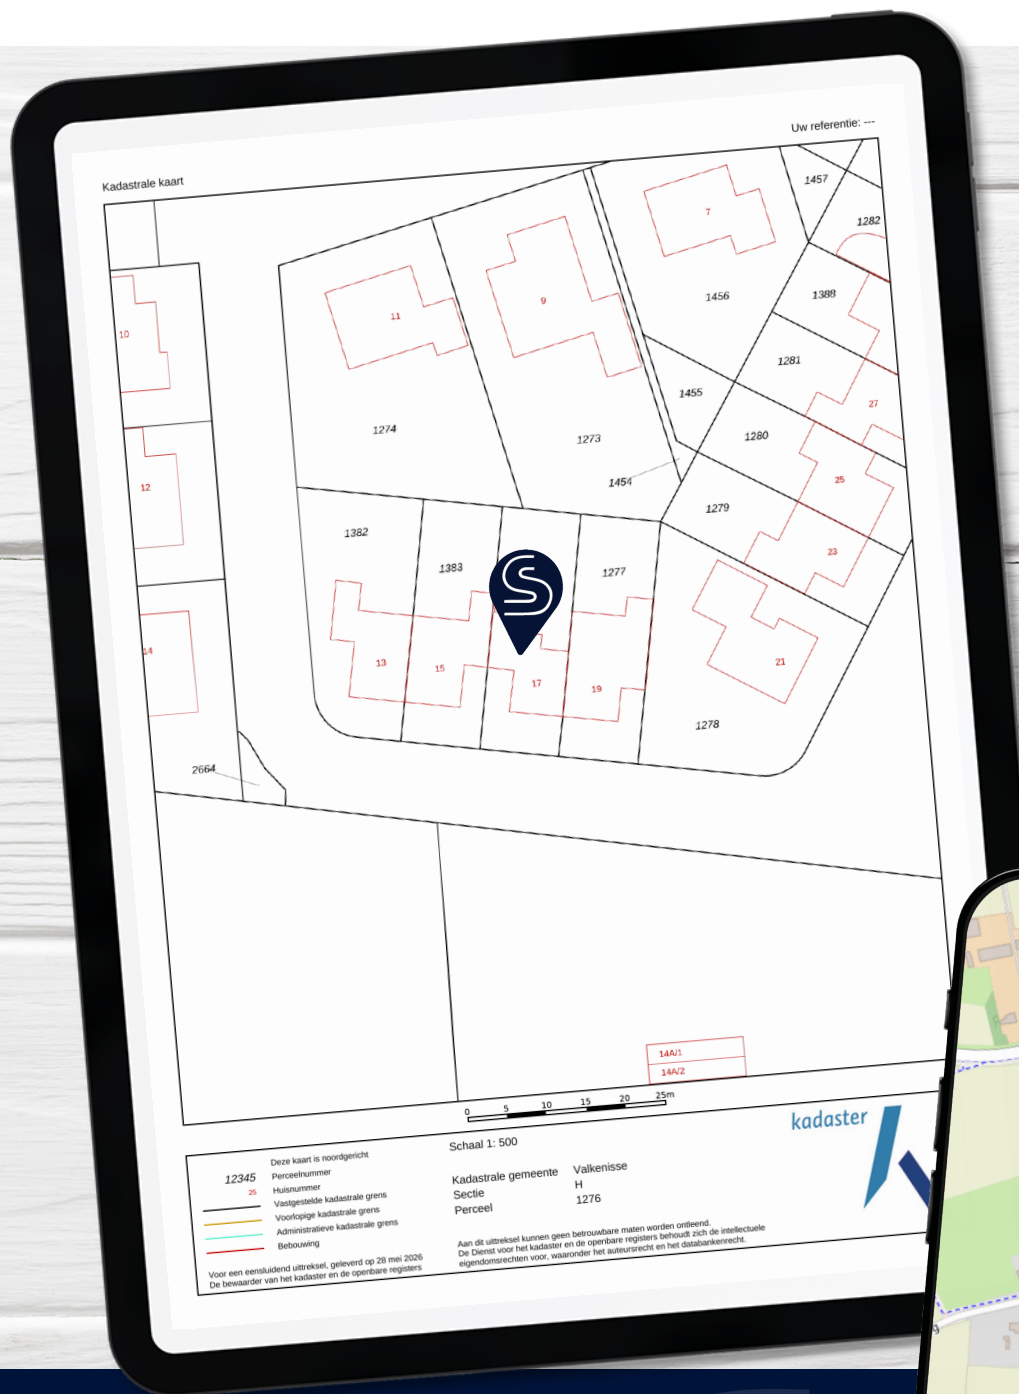 Uw referentie: ---
Kadastrale kaart
1457
7
1282
9
11
1456
1388
10
1281
1455
27
1274
1273
1280
25
1454
12
1279
1382
23
1383
1277
S
14
13
15
21
17
19
1278
2664
14A/1
14A/2
0 5 10 15 20 25m
Schaal 1: 500
kadaster
Deze kaart is noordgericht
12345 Perceelnummer
25 Huisnummer
Vastgestelde kadastrale grens
Voorlopige kadastrale grens
Administratieve kadastrale grens
Bebouwing
Kadastrale gemeente Valkenisse
Sectie H
Perceel 1276
Voor een eensluidend uittreksel, geleverd op 28 mei 2026
De bewaarder van het kadaster en de openbare registers
Aan dit uittreksel kunnen geen betrouwbare maten worden ontleend.
De Dienst voor het kadaster en de openbare registers behoudt zich de intellectuele
eigendomsrechten voor, waaronder het auteursrecht en het databankenrecht.